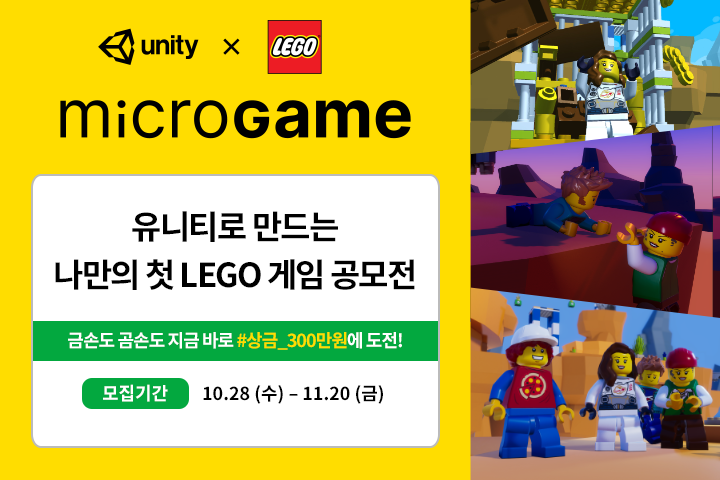 unity × LEGO
microgame
유니티로 만드는
나만의 첫 LEGO 게임 공모전
금손도 곰손도 지금 바로 #상금_300만원에 도전!
모집기간 10.28 (수) – 11.20 (금)